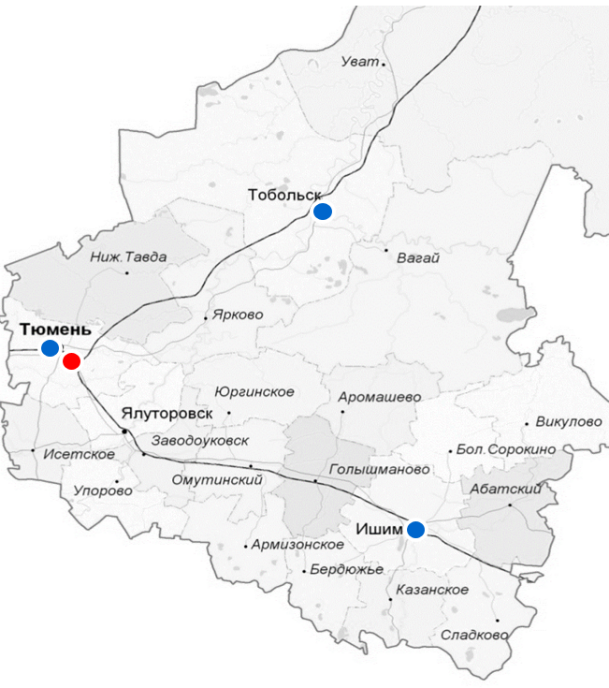 Уват
Тобольск
Вагай
Ниж.Тавда
Ярково
Тюмень
Юргинское
Аромашево
Ялуторовск
Викулово
Заводоуковск
Исетское
Бол.Сорокино
Голышманово
Омутинский
Упорово
Абатский
Ишим
Армизонское
Бердюжье
Казанское
Сладково